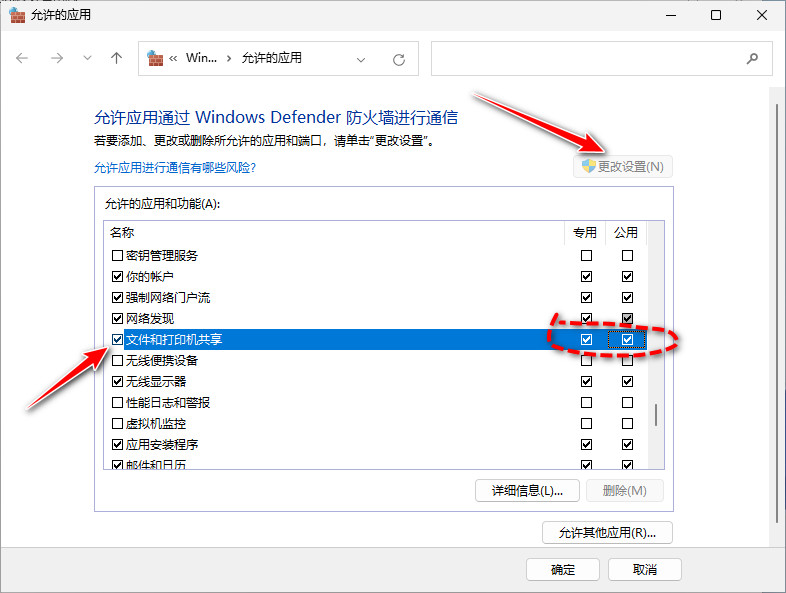 允许的应用
« Win... › 允许的应用
允许应用通过 Windows Defender 防火墙进行通信
若要添加、更改或删除所允许的应用和端口，请单击“更改设置”。
允许应用进行通信有哪些风险?
更改设置(N)
允许的应用和功能(A):
名称 专用 公用
密钥管理服务
你的帐户
强制网络门户流
网络发现
文件和打印机共享
无线便携设备
无线显示器
性能日志和警报
虚拟机监控
应用安装程序
邮件和日历
详细信息(L)... 删除(M)
允许其他应用(R)...
确定 取消